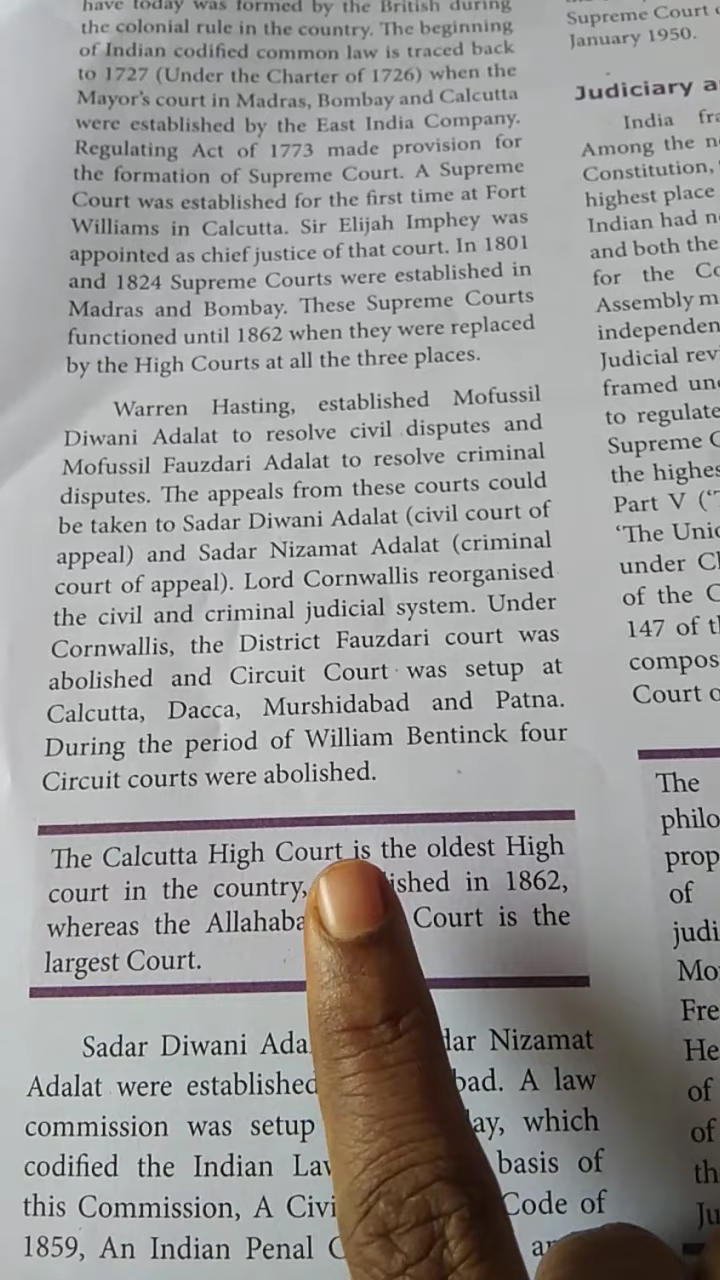 have today was formed by the British during
the colonial rule in the country. The beginning
of Indian codified common law is traced back
to 1727 (Under the Charter of 1726) when the
Mayor's court in Madras, Bombay and Calcutta
were established by the East India Company.
Regulating Act of 1773 made provision for
the formation of Supreme Court. A Supreme
Court was established for the first time at Fort
Williams in Calcutta. Sir Elijah Imphey was
appointed as chief justice of that court. In 1801
and 1824 Supreme Courts were established in
Madras and Bombay. These Supreme Courts
functioned until 1862 when they were replaced
by the High Courts at all the three places.
Warren Hasting, established Mofussil
Diwani Adalat to resolve civil disputes and
Mofussil Fauzdari Adalat to resolve criminal
disputes. The appeals from these courts could
be taken to Sadar Diwani Adalat (civil court of
appeal) and Sadar Nizamat Adalat (criminal
court of appeal). Lord Cornwallis reorganised
the civil and criminal judicial system. Under
Cornwallis, the District Fauzdari court was
abolished and Circuit Court was setup at
Calcutta, Dacca, Murshidabad and Patna.
During the period of William Bentinck four
Circuit courts were abolished.
The Calcutta High Court is the oldest High
court in the country, ished in 1862,
whereas the Allahaba Court is the
largest Court.
Sadar Diwani Ada dar Nizamat
Adalat were established bad. A law
commission was setup ay, which
codified the Indian Law basis of
this Commission, A Civi Code of
1859, An Indian Penal C
Supreme Court
January 1950.
Judiciary a
India fra
Among the n
Constitution,
highest place
Indian had n
and both the
for the Co
Assembly m
independen
Judicial rev
framed und
to regulate
Supreme C
the highes
Part V (
'The Unio
under Cl
of the C
147 of t
compos
Court o
The
philo
prop
of
judi
Mo
Fre
He
of
of
th
Ju